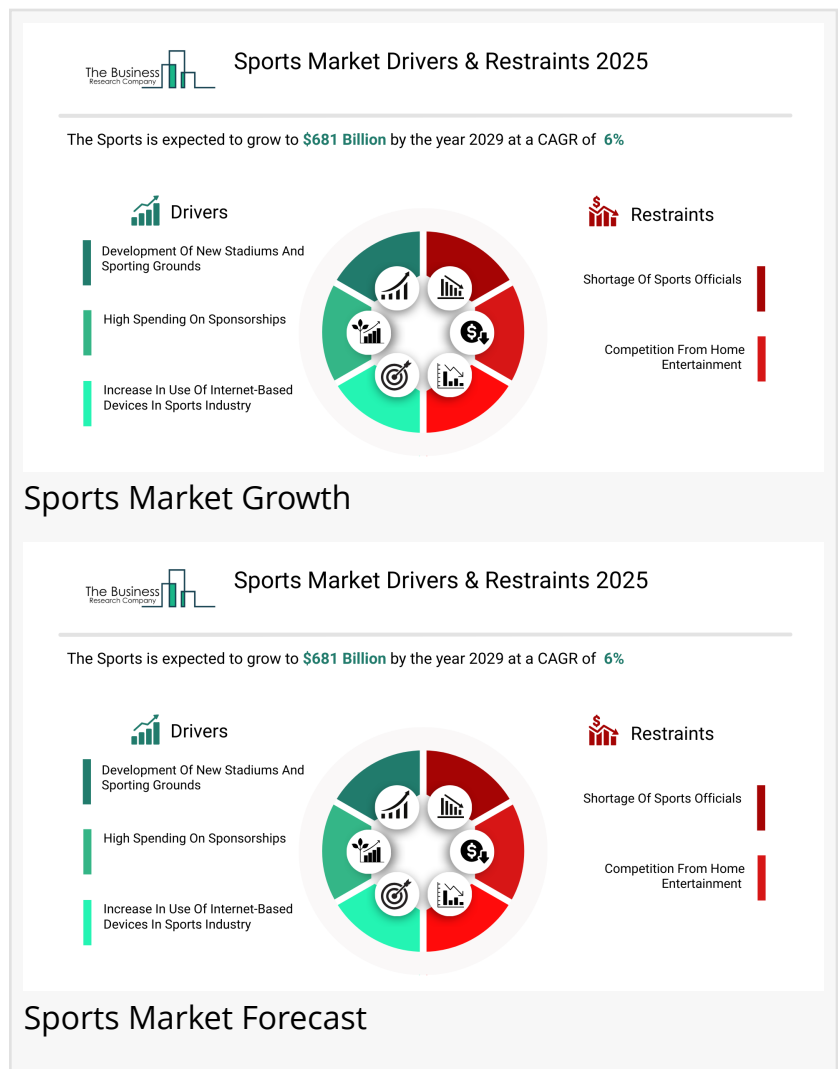 The Business
Research Company
Sports Market Drivers & Restraints 2025
The Sports is expected to grow to $681 Billion by the year 2029 at a CAGR of 6%
Drivers
Development Of New Stadiums And
Sporting Grounds
High Spending On Sponsorships
Increase In Use Of Internet-Based
Devices In Sports Industry
Restraints
Shortage Of Sports Officials
Competition From Home
Entertainment
Sports Market Growth
The Business
Research Company
Sports Market Drivers & Restraints 2025
The Sports is expected to grow to $681 Billion by the year 2029 at a CAGR of 6%
Drivers
Development Of New Stadiums And
Sporting Grounds
High Spending On Sponsorships
Increase In Use Of Internet-Based
Devices In Sports Industry
Restraints
Shortage Of Sports Officials
Competition From Home
Entertainment
Sports Market Forecast